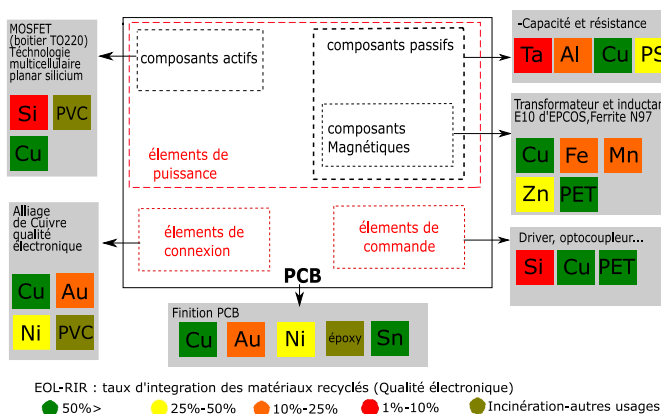 MOSFET
(boitier TO220)
Téchnologie
multicellulaire
planar silicium
Si PVC
Cu
composants actifs
composants passifs
composants
Magnétiques
élements de
puissance
-Capacité et résistance
Ta Al Cu PS
Transformateur et inductan
E10 d'EPCOS,Ferrite N97
Cu Fe Mn
Zn PET
Alliage
de Cuivre
qualité
électronique
Cu Au
Ni PVC
élements de
connexion
élements de
commande
PCB
Driver, optocoupleur...
Si Cu PET
Finition PCB
Cu Au Ni époxy Sn
EOL-RIR : taux d'integration des matériaux recyclés (Qualité électronique)
50%> 25%-50% 10%-25% 1%-10% Incinération-autres usages